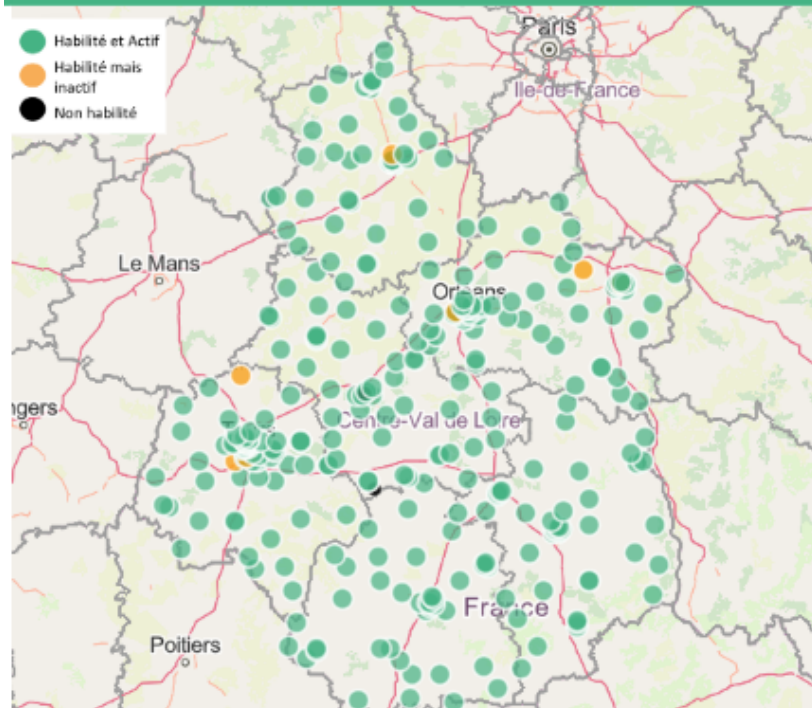 Habilité et Actif
Habilité mais
inactif
Non habilité
Paris
Ile-de-France
Le Mans
Orléans
ngers
Centre-Val de Loire
France
Poitiers